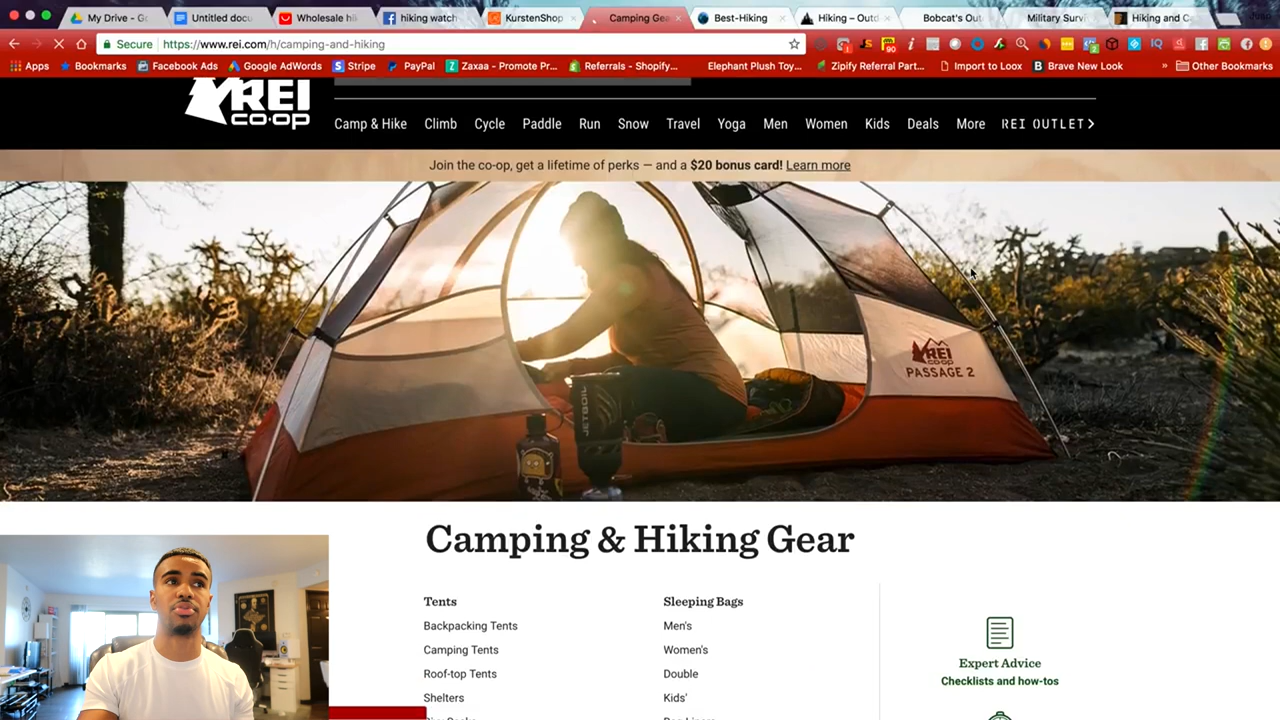 My Drive - G
Untitled docu
Wholesale hi
hiking watch
KurstenShop
Camping Gea
Best-Hiking
Hiking – Outd
Bobcat's Out
Military Survi
Hiking and C
Secure
https://www.rei.com/h/camping-and-hiking
90
Apps
Bookmarks
Facebook Ads
Google AdWords
Stripe
PayPal
Zaxaa - Promote Pr...
Referrals - Shopify...
Elephant Plush Toy...
Zipify Referral Part...
Import to Loox
Brave New Look
»
Other Bookmarks
REI
co·op
Camp & Hike
Climb
Cycle
Paddle
Run
Snow
Travel
Yoga
Men
Women
Kids
Deals
More
REI OUTLET
Join the co-op, get a lifetime of perks — and a $20 bonus card! Learn more
REI
co·op
PASSAGE 2
JETBOIL
Camping & Hiking Gear
Tents
Backpacking Tents
Camping Tents
Roof-top Tents
Shelters
Sleeping Bags
Men's
Women's
Double
Kids'
Expert Advice
Checklists and how-tos